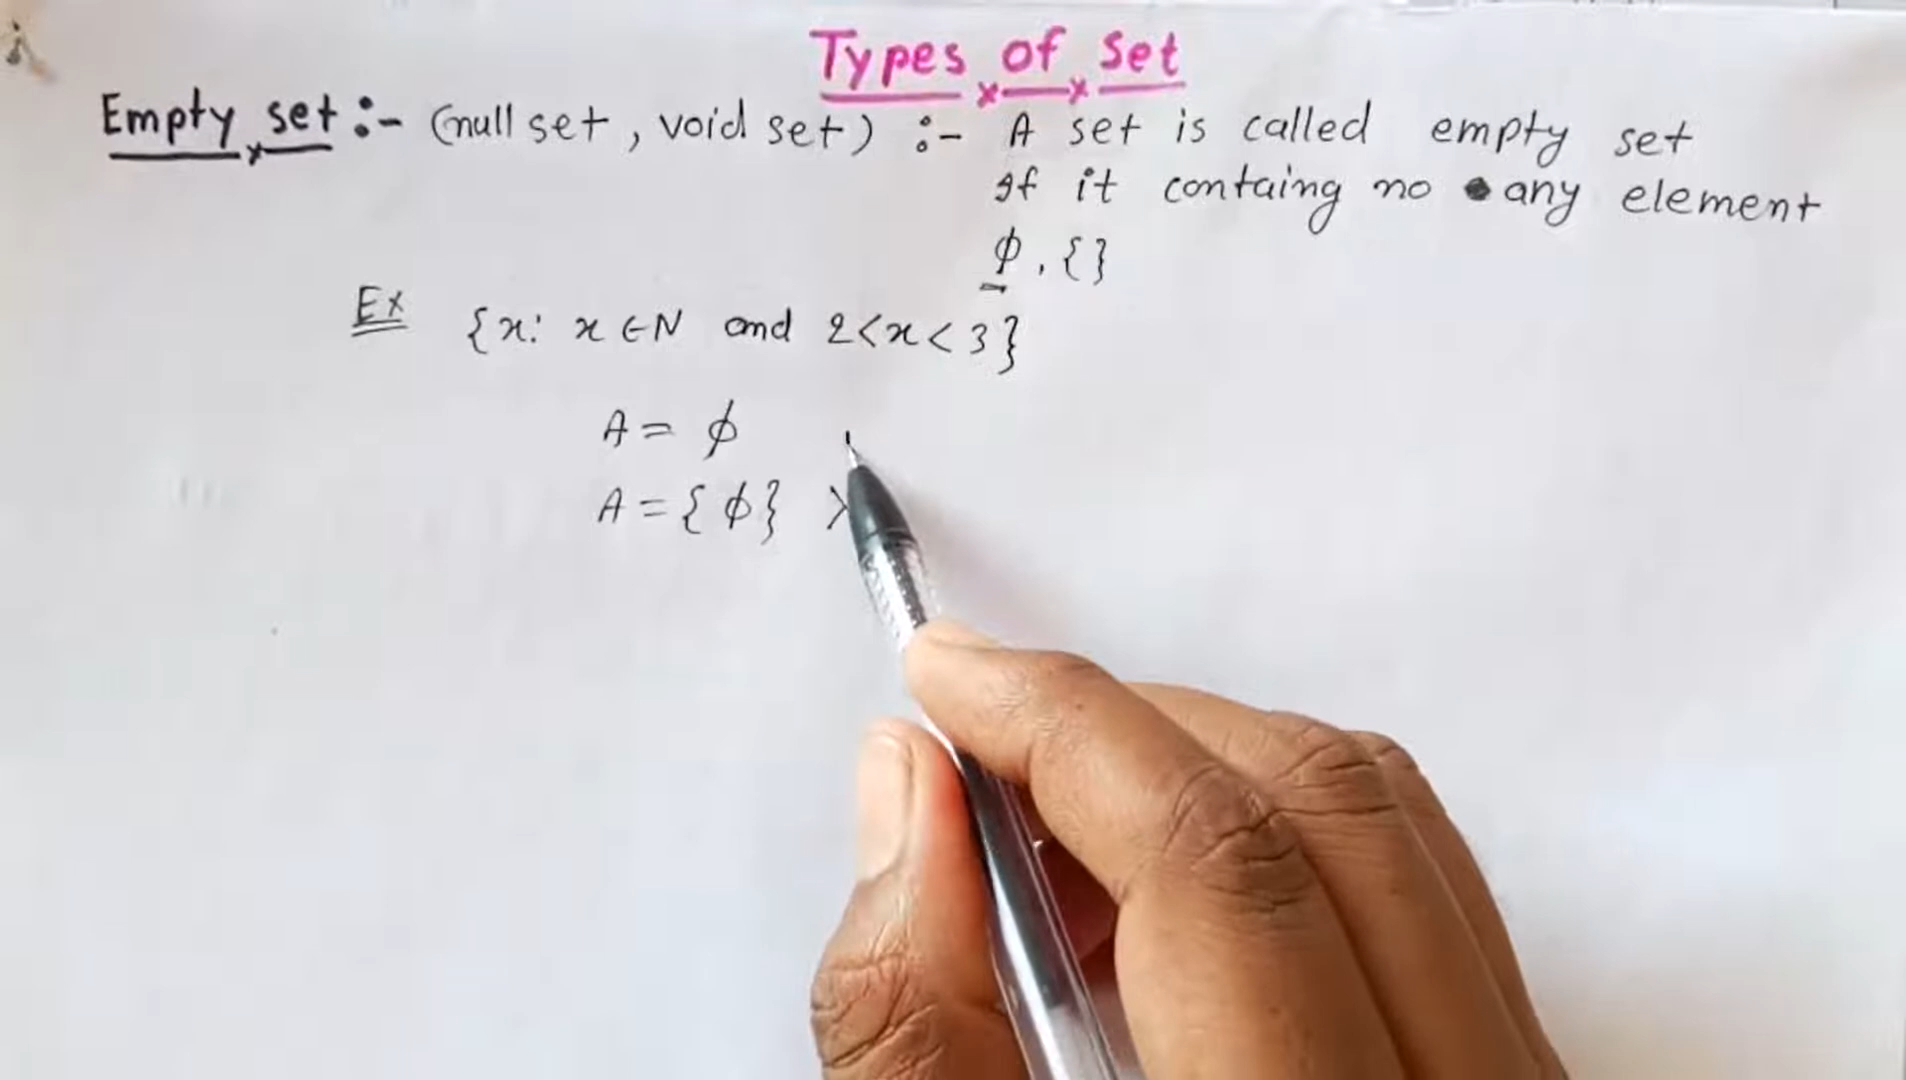 Types of Set
Empty set :- (null set, void set) :- A set is called empty set
If it containg no any element
ϕ, {}
Ex {x: x ∈ N and 2<x<3}
A = ϕ
A = {ϕ} X